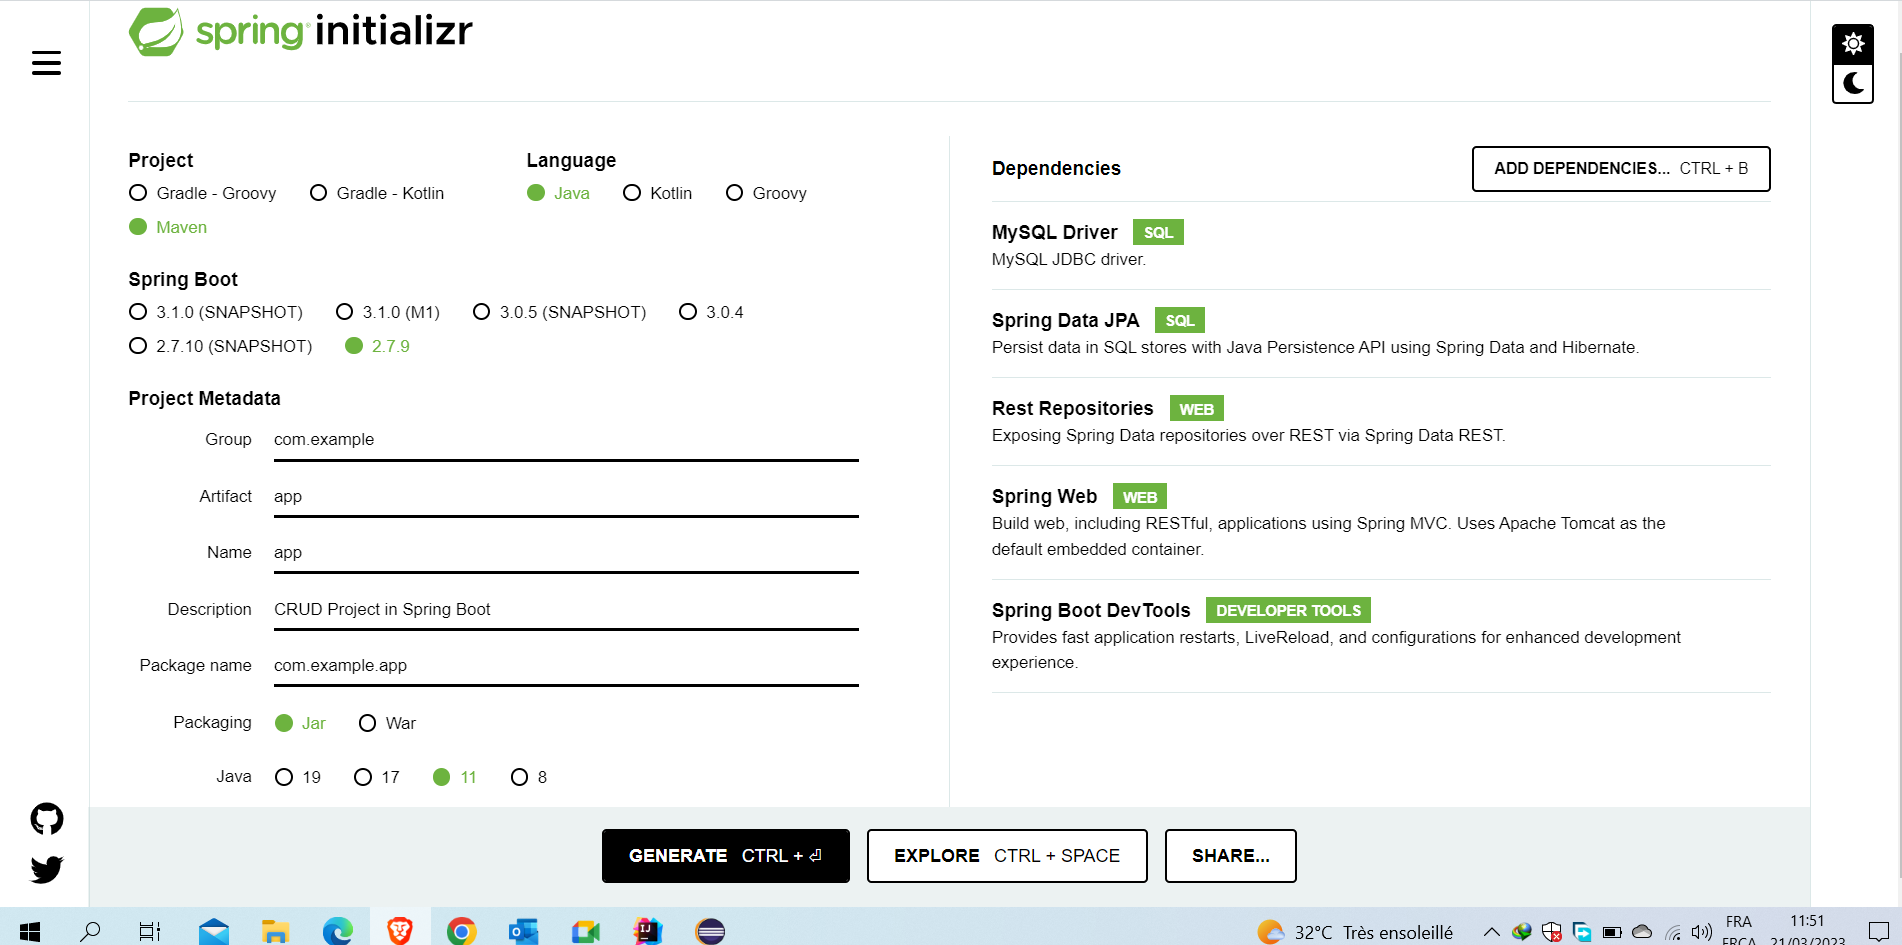 spring initializr
Project
Gradle - Groovy Gradle - Kotlin
Maven
Language
Java Kotlin Groovy
Spring Boot
3.1.0 (SNAPSHOT) 3.1.0 (M1) 3.0.5 (SNAPSHOT) 3.0.4
2.7.10 (SNAPSHOT) 2.7.9
Project Metadata
Group com.example
Artifact app
Name app
Description CRUD Project in Spring Boot
Package name com.example.app
Packaging Jar War
Java 19 17 11 8
Dependencies ADD DEPENDENCIES... CTRL + B
MySQL Driver SQL
MySQL JDBC driver.
Spring Data JPA SQL
Persist data in SQL stores with Java Persistence API using Spring Data and Hibernate.
Rest Repositories WEB
Exposing Spring Data repositories over REST via Spring Data REST.
Spring Web WEB
Build web, including RESTful, applications using Spring MVC. Uses Apache Tomcat as the
default embedded container.
Spring Boot DevTools DEVELOPER TOOLS
Provides fast application restarts, LiveReload, and configurations for enhanced development
experience.
GENERATE CTRL + ⏎ EXPLORE CTRL + SPACE SHARE...
32°C Très ensoleillé
FRA
FRCA
11:51
21/03/2023